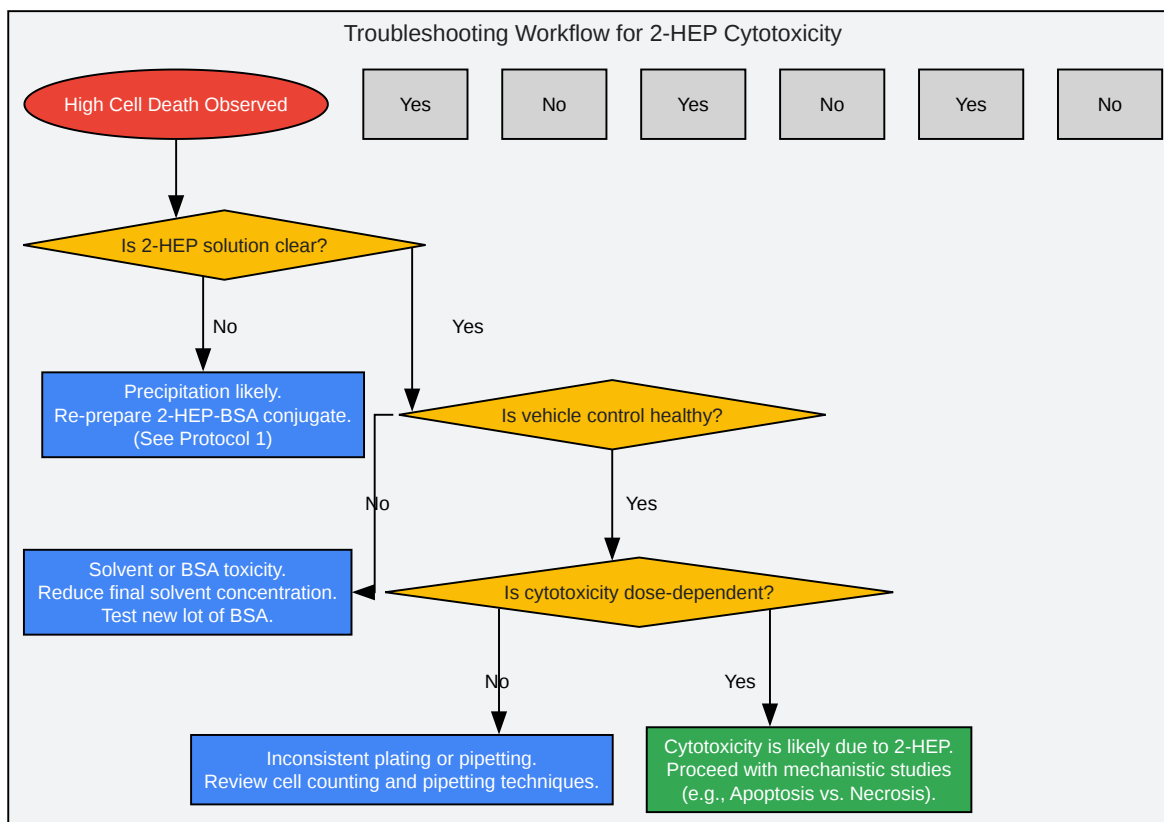 Troubleshooting Workflow for 2-HEP Cytotoxicity
High Cell Death Observed
Yes
No
Yes
No
Yes
No
Is 2-HEP solution clear?
No
Yes
Precipitation likely.
Re-prepare 2-HEP-BSA conjugate.
(See Protocol 1)
Is vehicle control healthy?
No
Yes
Solvent or BSA toxicity.
Reduce final solvent concentration.
Test new lot of BSA.
Is cytotoxicity dose-dependent?
No
Yes
Inconsistent plating or pipetting.
Review cell counting and pipetting techniques.
Cytotoxicity is likely due to 2-HEP.
Proceed with mechanistic studies
(e.g., Apoptosis vs. Necrosis).